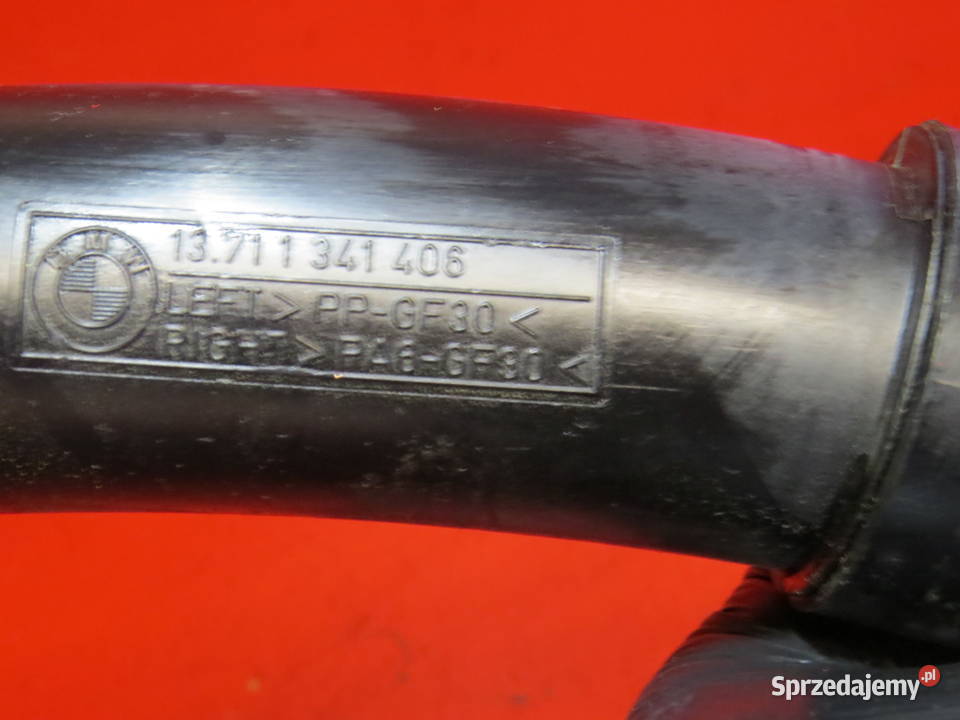 BMW
13.71 1 341 406
LEFT > PP-GF30 <
RIGHT > PA6-GF30 <
Sprzedajemy.pl